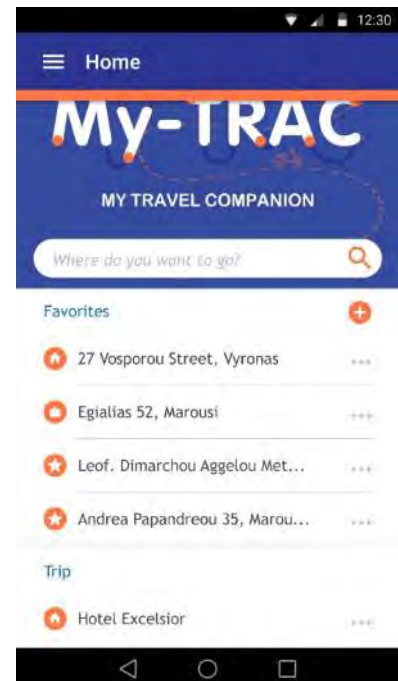 12:30
Home
My-TRAC
MY TRAVEL COMPANION
Where do you want to go?
Favorites
27 Vosporou Street, Vyronas
Egialias 52, Marousi
Leof. Dimarchou Aggelou Met...
Andrea Papandreou 35, Marou...
Trip
Hotel Excelsior